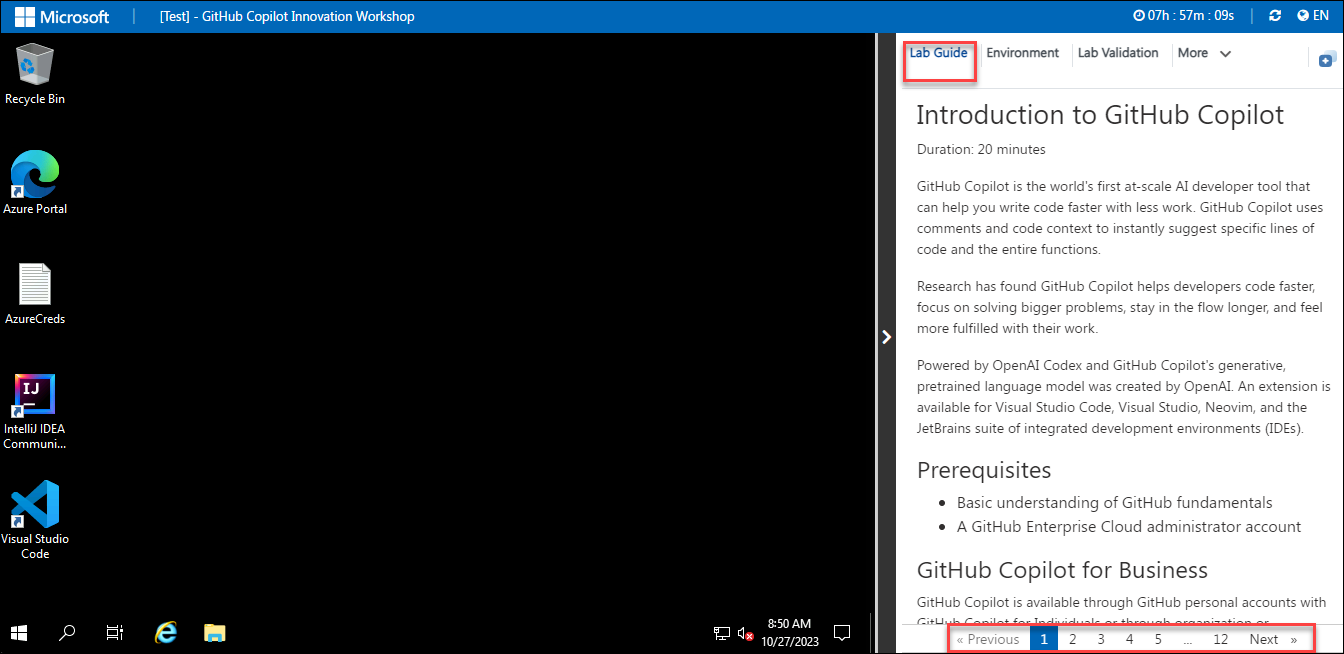 Microsoft
[Test] - GitHub Copilot Innovation Workshop
07h : 57m : 09s
EN
Recycle Bin
Azure Portal
AzureCreds
IJ
IntelliJ IDEA
Communi...
Visual Studio
Code
8:50 AM
10/27/2023
Lab Guide
Environment
Lab Validation
More
Introduction to GitHub Copilot
Duration: 20 minutes
GitHub Copilot is the world's first at-scale AI developer tool that
can help you write code faster with less work. GitHub Copilot uses
comments and code context to instantly suggest specific lines of
code and the entire functions.
Research has found GitHub Copilot helps developers code faster,
focus on solving bigger problems, stay in the flow longer, and feel
more fulfilled with their work.
Powered by OpenAI Codex and GitHub Copilot's generative,
pretrained language model was created by OpenAI. An extension is
available for Visual Studio Code, Visual Studio, Neovim, and the
JetBrains suite of integrated development environments (IDEs).
Prerequisites
• Basic understanding of GitHub fundamentals
• A GitHub Enterprise Cloud administrator account
GitHub Copilot for Business
GitHub Copilot is available through GitHub personal accounts with
GitHub Copilot for Individuals or through organization or
« Previous 1 2 3 4 5 ... 12 Next »